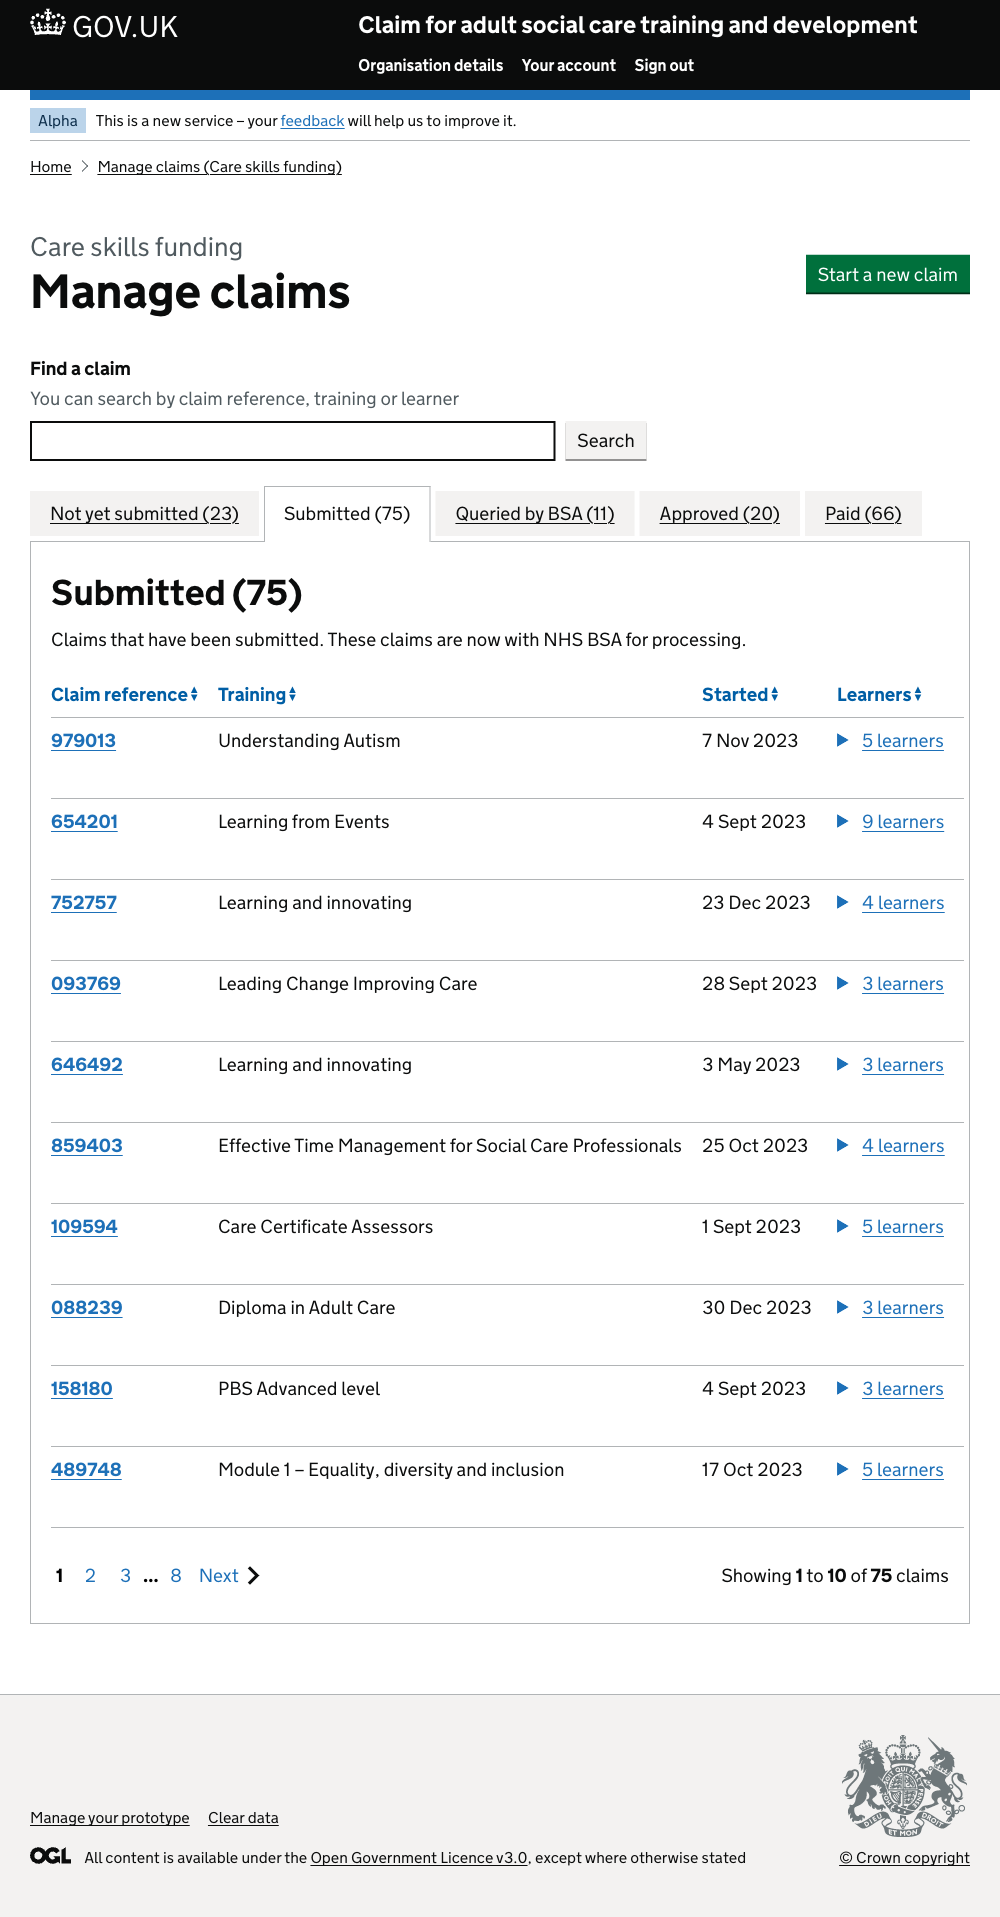 GOV.UK
Claim for adult social care training and development
Organisation details Your account Sign out
Alpha This is a new service – your feedback will help us to improve it.
Home Manage claims (Care skills funding)
Care skills funding
Manage claims
Start a new claim
Find a claim
You can search by claim reference, training or learner
Search
Not yet submitted (23) Submitted (75) Queried by BSA (11) Approved (20) Paid (66)
Submitted (75)
Claims that have been submitted. These claims are now with NHS BSA for processing.
Claim reference Training Started Learners
979013 Understanding Autism 7 Nov 2023 5 learners
654201 Learning from Events 4 Sept 2023 9 learners
752757 Learning and innovating 23 Dec 2023 4 learners
093769 Leading Change Improving Care 28 Sept 2023 3 learners
646492 Learning and innovating 3 May 2023 3 learners
859403 Effective Time Management for Social Care Professionals 25 Oct 2023 4 learners
109594 Care Certificate Assessors 1 Sept 2023 5 learners
088239 Diploma in Adult Care 30 Dec 2023 3 learners
158180 PBS Advanced level 4 Sept 2023 3 learners
489748 Module 1 – Equality, diversity and inclusion 17 Oct 2023 5 learners
1 2 3 ... 8 Next Showing 1 to 10 of 75 claims
Manage your prototype Clear data
OGL All content is available under the Open Government Licence v3.0, except where otherwise stated
© Crown copyright